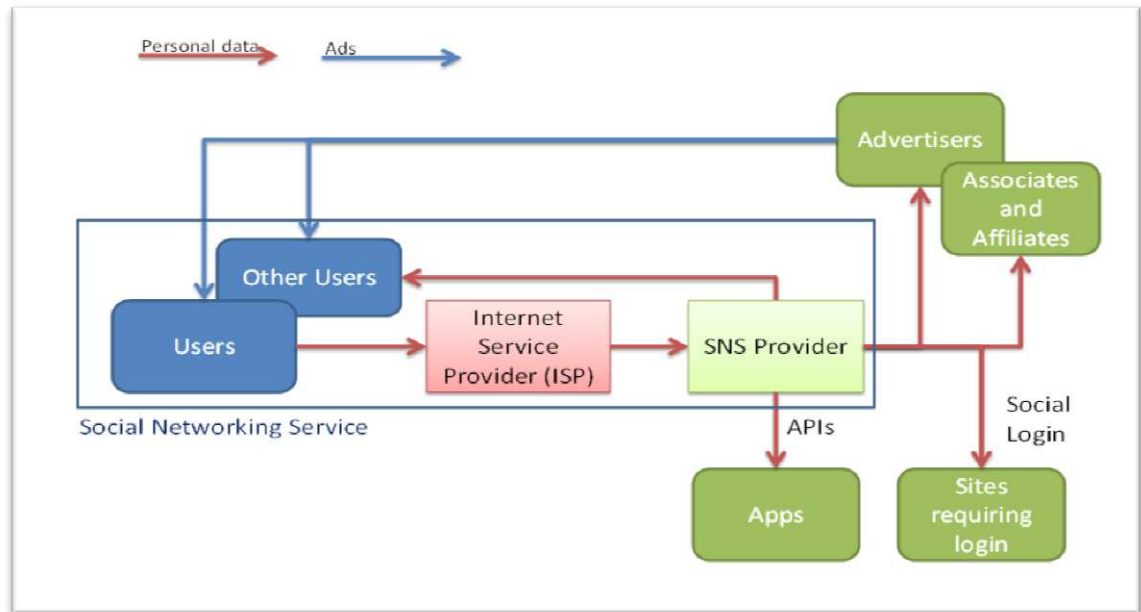 Personal data
Ads
Advertisers
Associates
and
Affiliates
Other Users
Users
Internet
Service
Provider (ISP)
SNS Provider
Social Networking Service
APIs
Social
Login
Apps
Sites
requiring
login